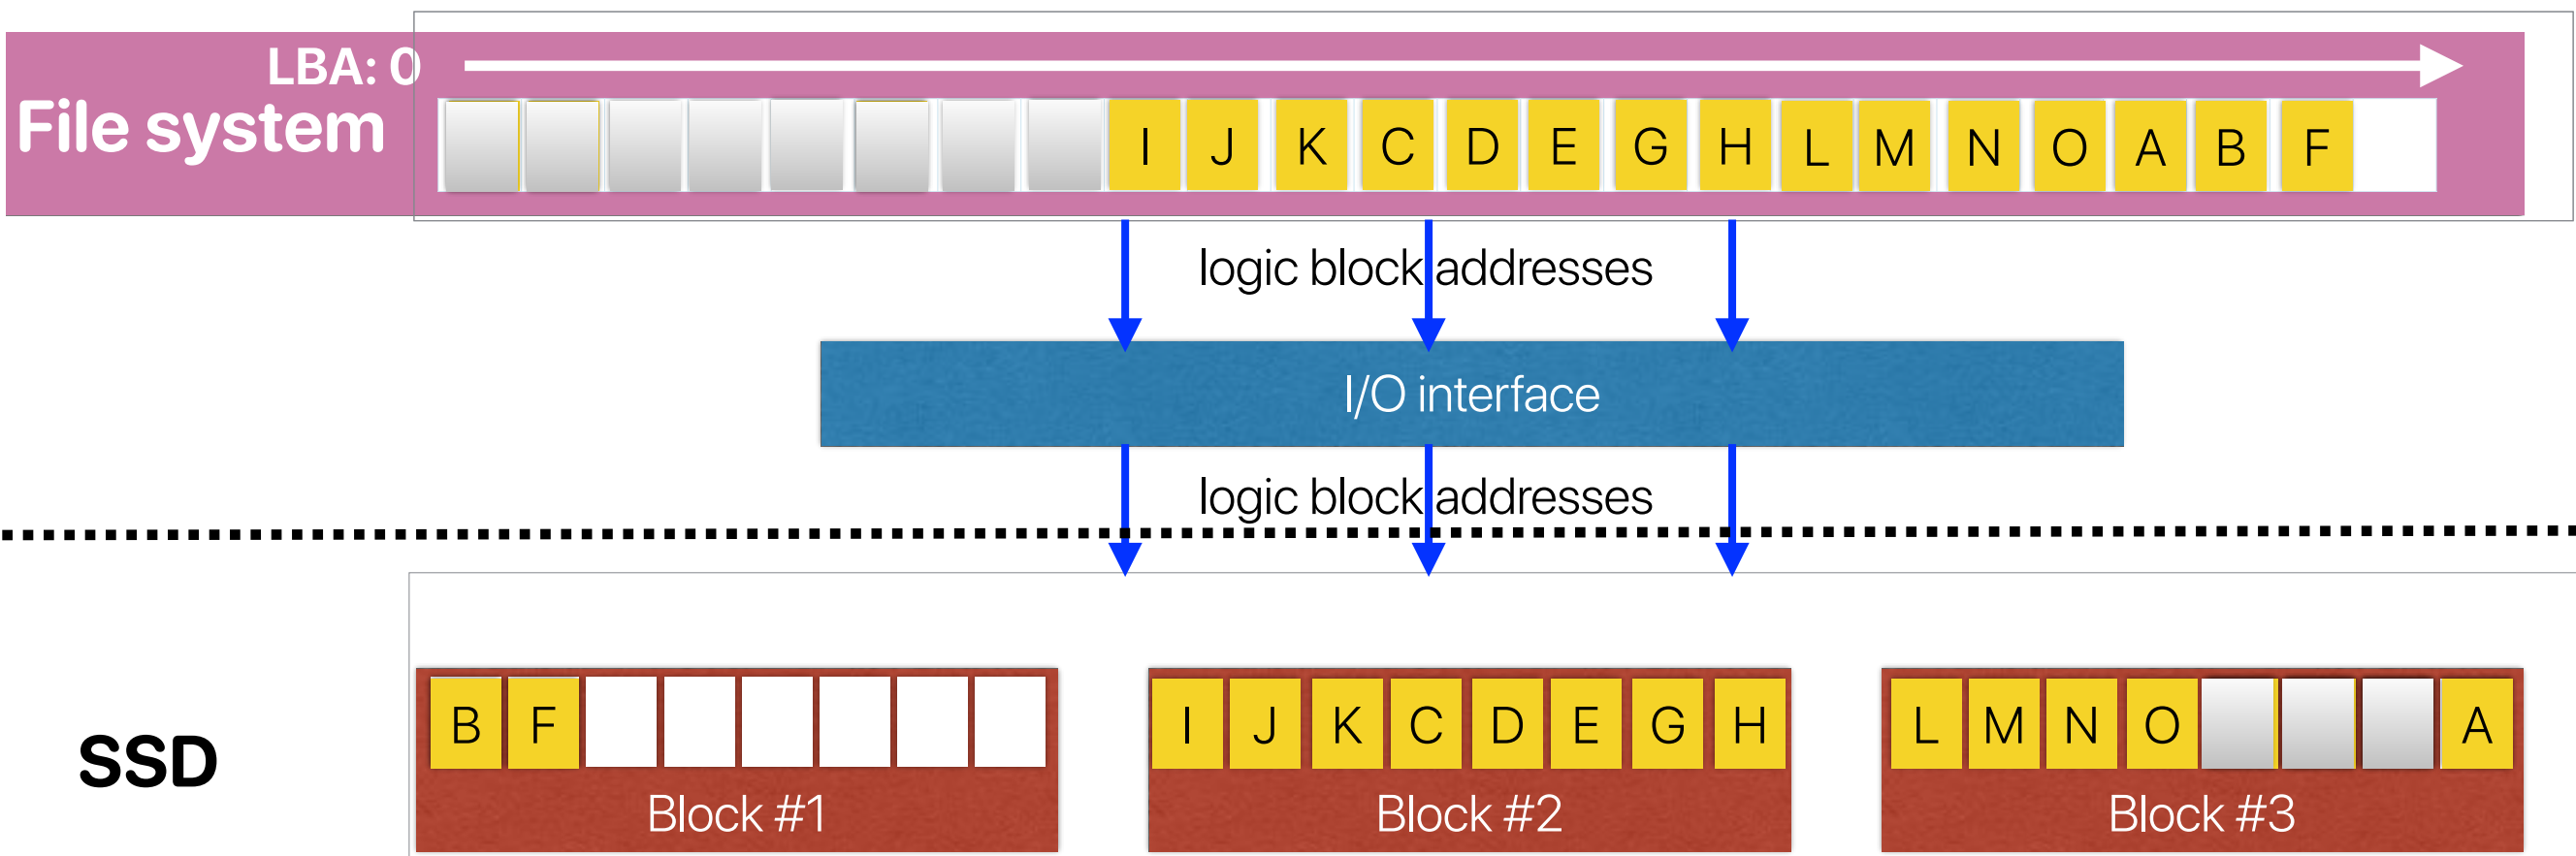 LBA: 0
File system
I J K C D E G H L M N O A B F
logic block addresses
I/O interface
logic block addresses
SSD
B F
I J K C D E G H
L M N O A
Block #1
Block #2
Block #3